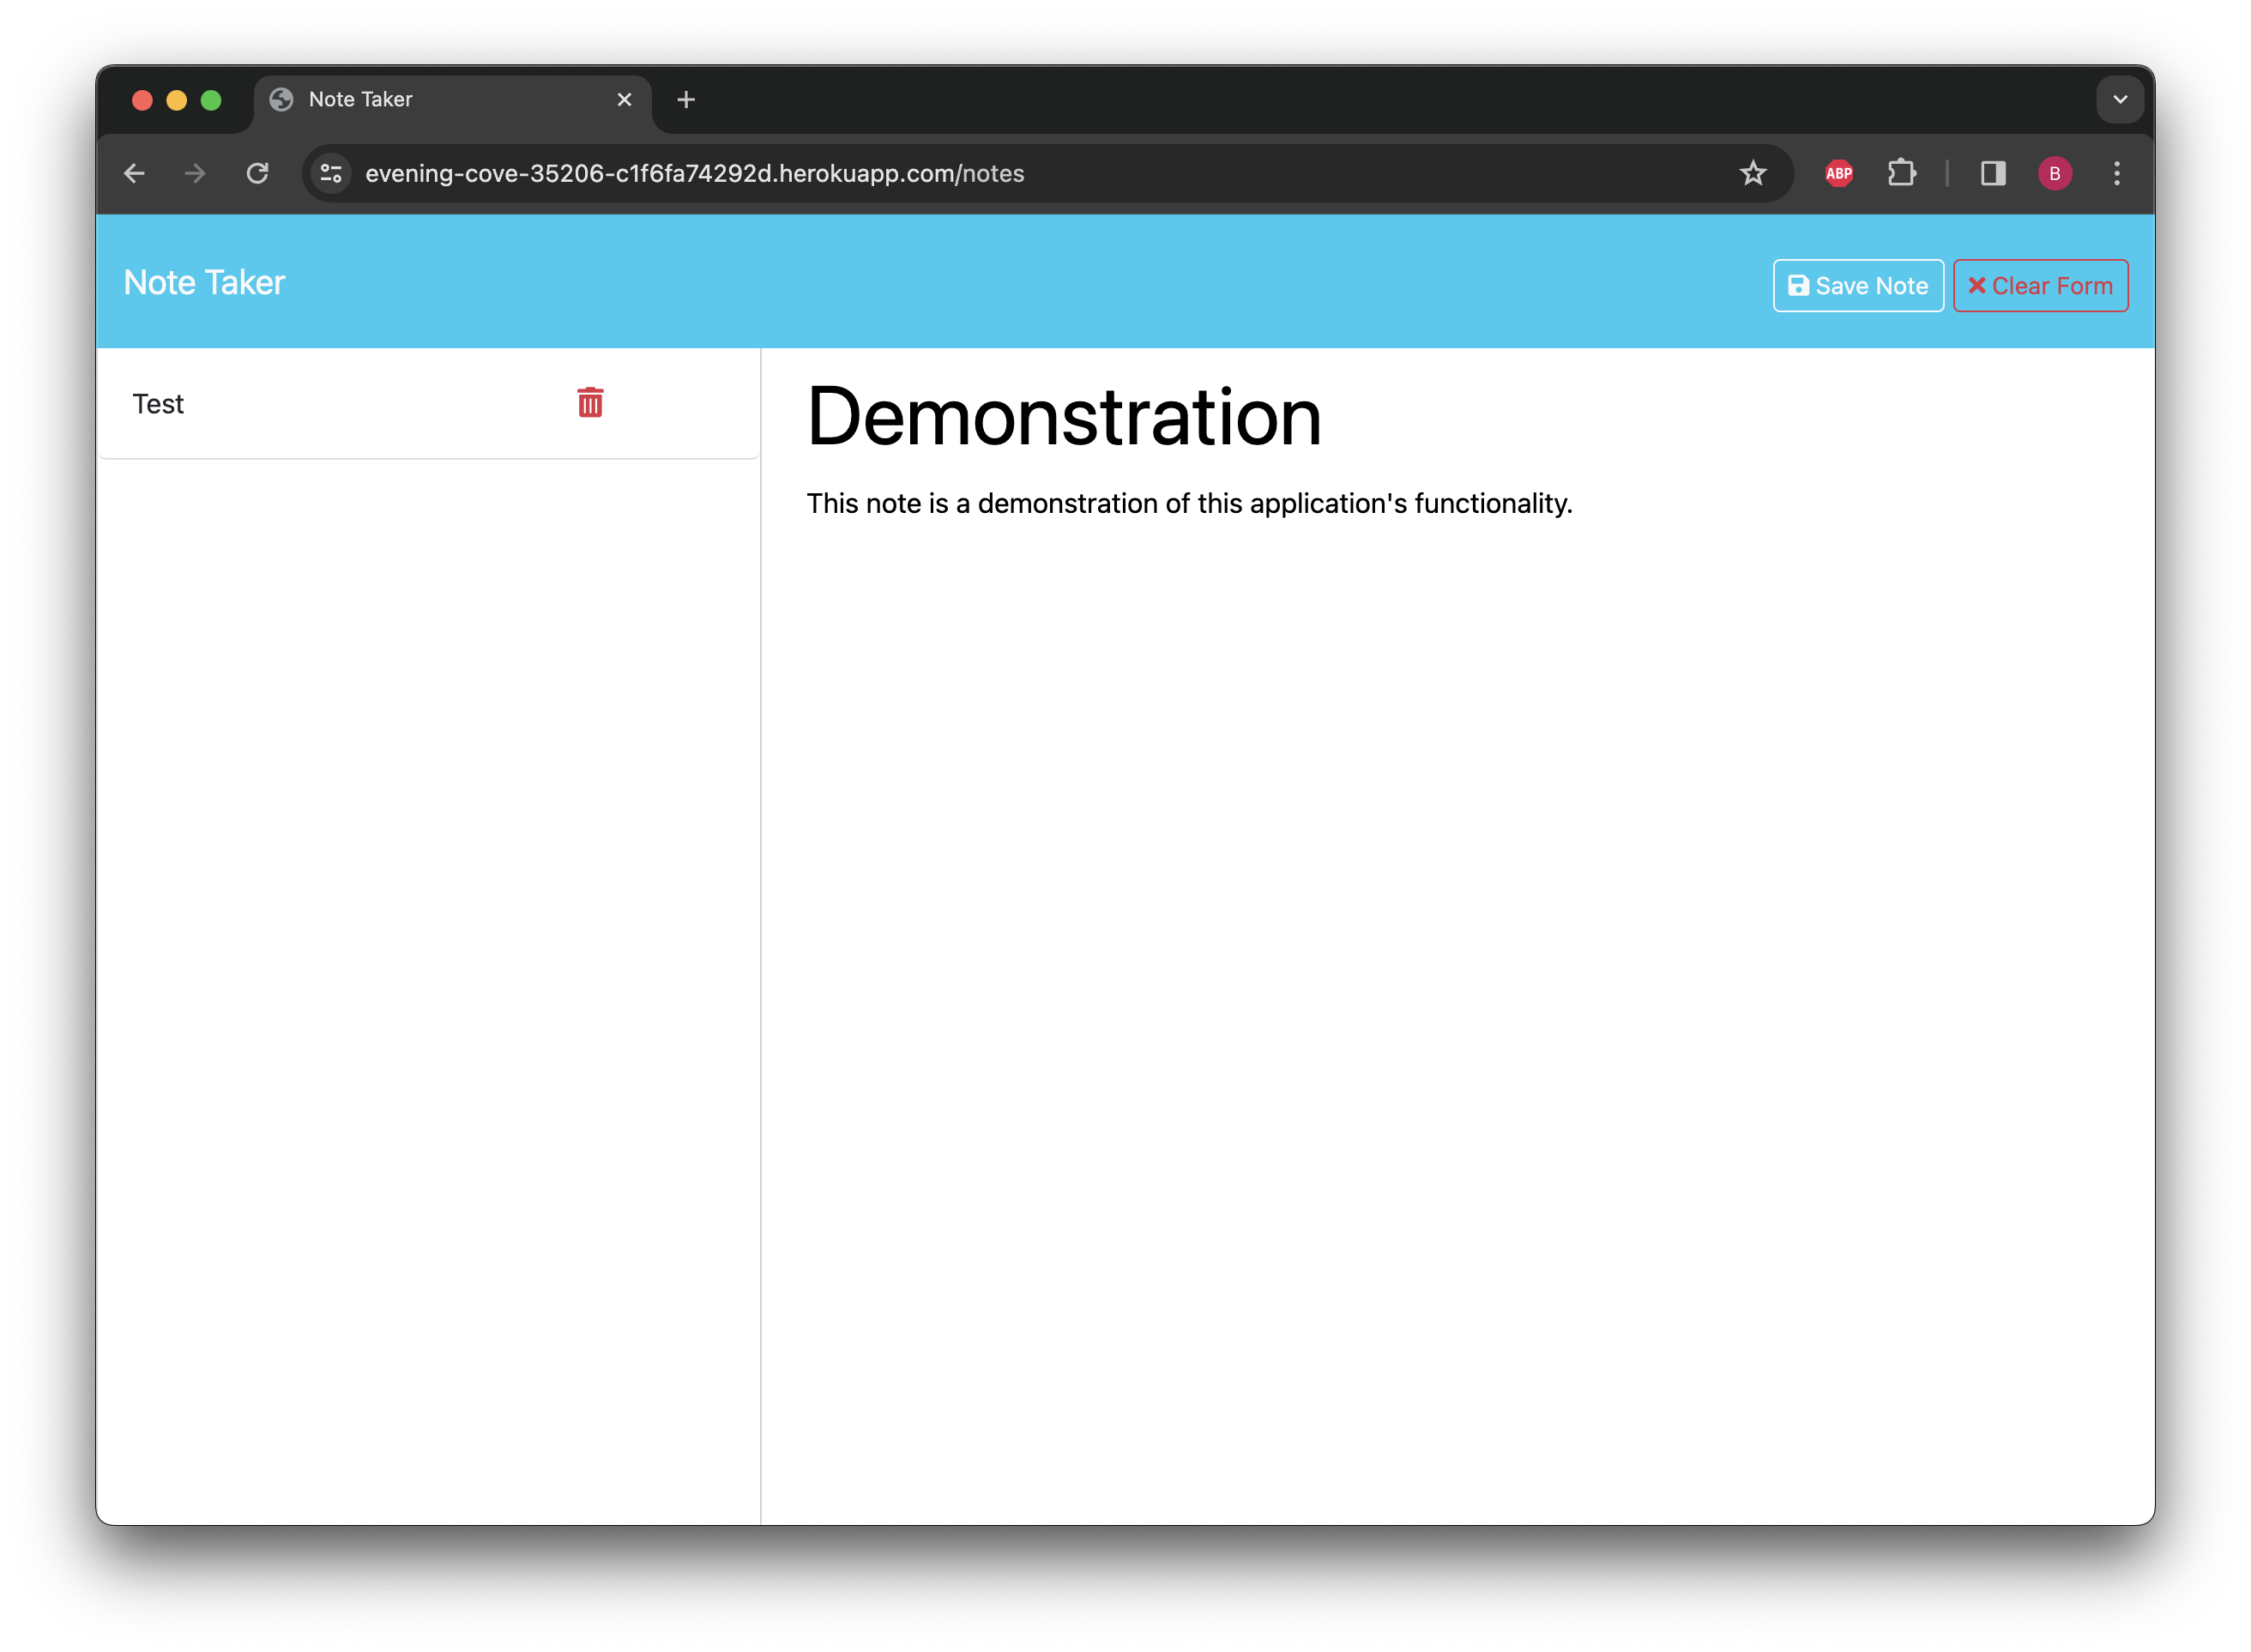 Note Taker
evening-cove-35206-c1f6fa74292d.herokuapp.com/notes
ABP
B
Note Taker
Save Note
Clear Form
Test
Demonstration
This note is a demonstration of this application's functionality.